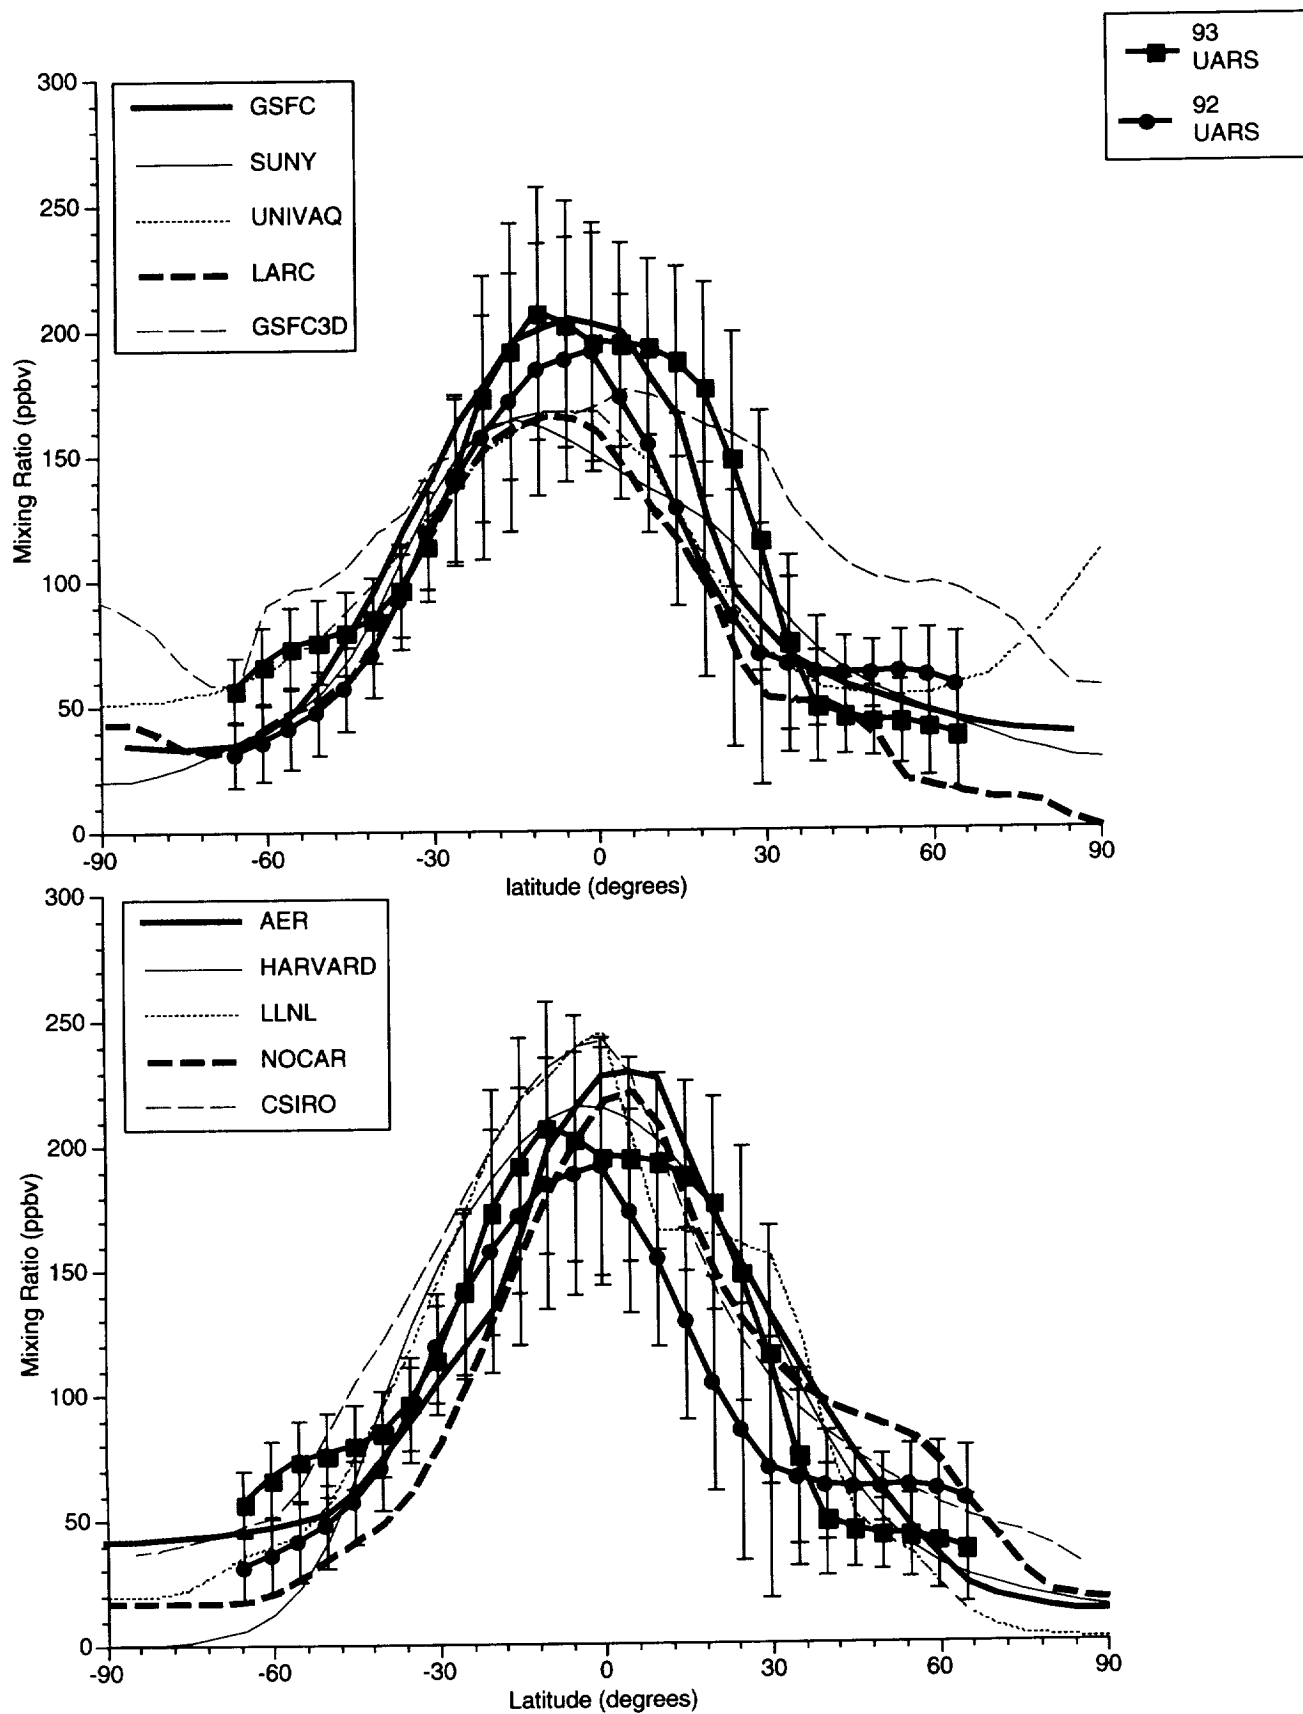 93
UARS
92
UARS
300
250
200
150
100
50
0
Mixing Ratio (ppbv)
GSFC
SUNY
UNIVAQ
LARC
GSFC3D
-90 -60 -30 0 30 60 90
latitude (degrees)
300
250
200
150
100
50
0
Mixing Ratio (ppbv)
AER
HARVARD
LLNL
NOCAR
CSIRO
-90 -60 -30 0 30 60 90
Latitude (degrees)